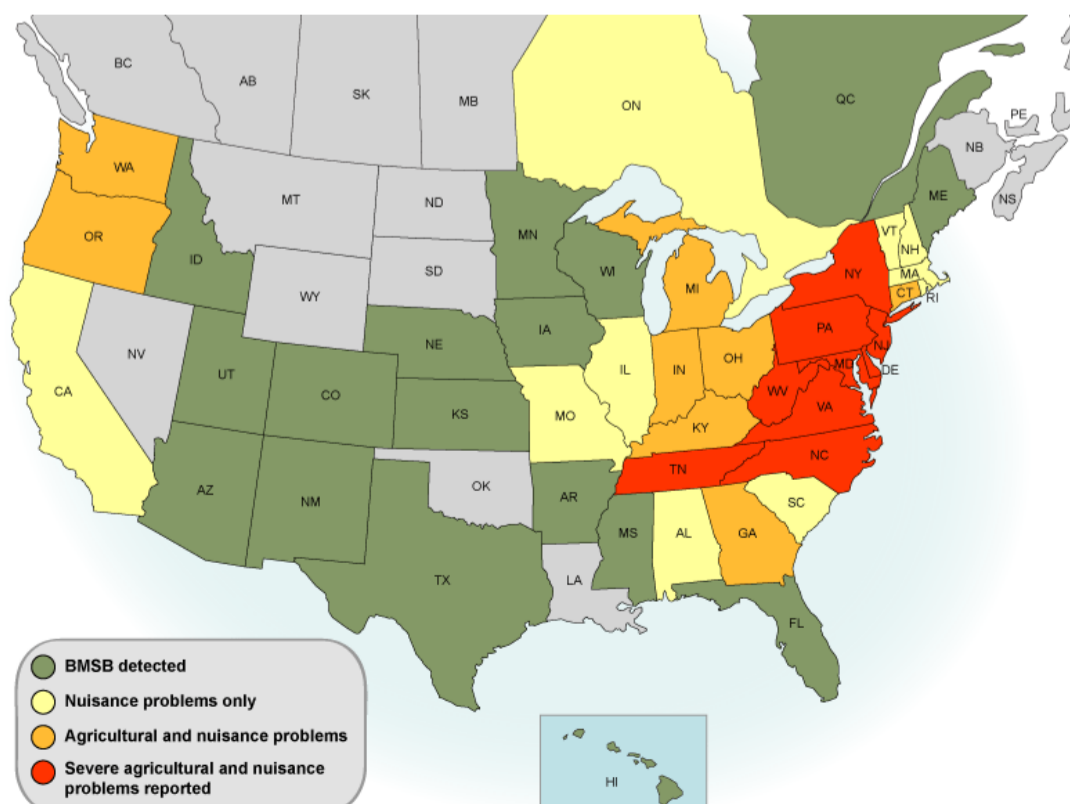 BC
AB
SK
MB
ON
QC
PE
NB
NS
ME
WA
MT
ND
MN
OR
ID
SD
WI
VT
NH
MA
NY
CT
RI
WY
MI
IA
PA
NE
NJ
NV
UT
OH
IL
IN
MD
DE
CA
CO
WV
KS
VA
MO
KY
NC
TN
OK
AZ
NM
AR
SC
MS
AL
GA
TX
LA
FL
HI
BMSB detected
Nuisance problems only
Agricultural and nuisance problems
Severe agricultural and nuisance
problems reported